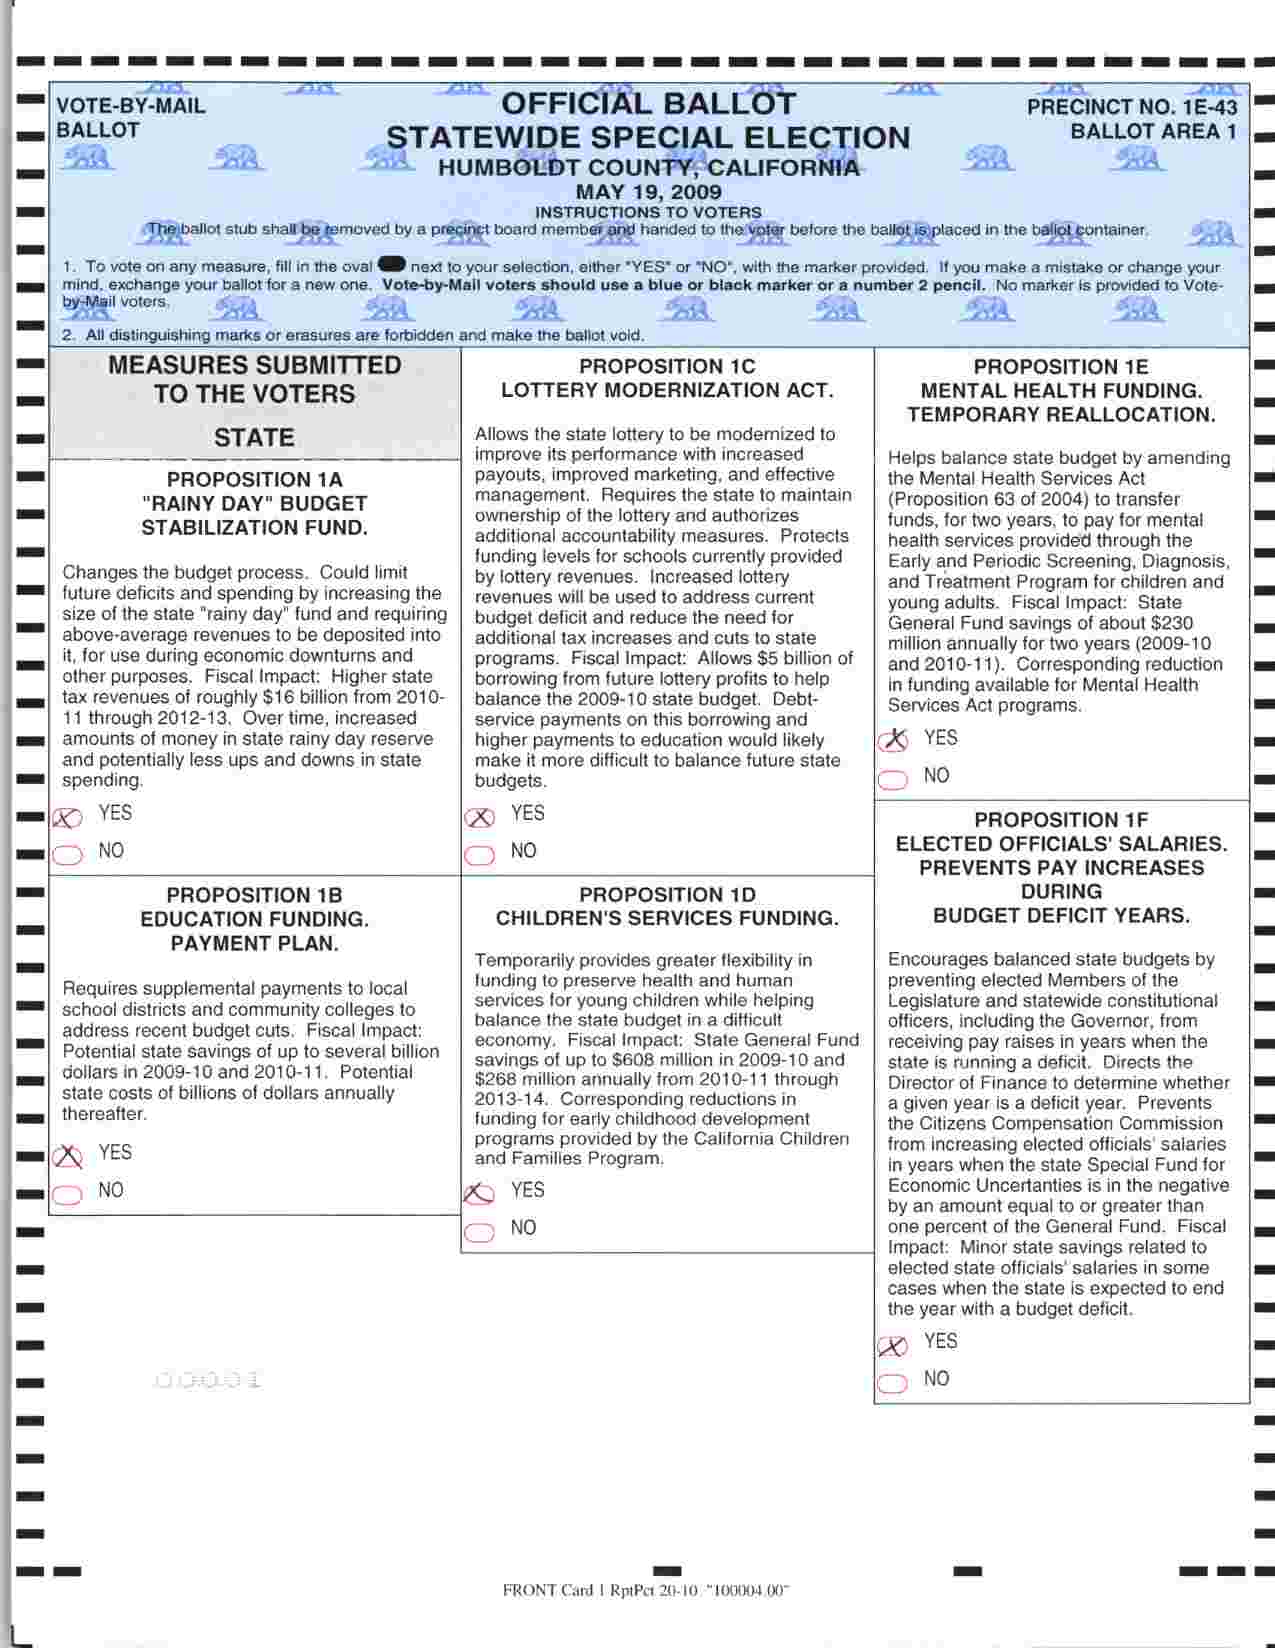 VOTE-BY-MAIL
BALLOT
OFFICIAL BALLOT
STATEWIDE SPECIAL ELECTION
HUMBOLDT COUNTY, CALIFORNIA
MAY 19, 2009
PRECINCT NO. 1E-43
BALLOT AREA 1
INSTRUCTIONS TO VOTERS
The ballot stub shall be removed by a precinct board member and handed to the voter before the ballot is placed in the ballot container.
1. To vote on any measure, fill in the oval next to your selection, either "YES" or "NO", with the marker provided. If you make a mistake or change your
mind, exchange your ballot for a new one. Vote-by-Mail voters should use a blue or black marker or a number 2 pencil. No marker is provided to Vote-
by-Mail voters.
2. All distinguishing marks or erasures are forbidden and make the ballot void.
MEASURES SUBMITTED
TO THE VOTERS
STATE
PROPOSITION 1A
"RAINY DAY" BUDGET
STABILIZATION FUND.
Changes the budget process. Could limit
future deficits and spending by increasing the
size of the state "rainy day" fund and requiring
above-average revenues to be deposited into
it, for use during economic downturns and
other purposes. Fiscal Impact: Higher state
tax revenues of roughly $16 billion from 2010-
11 through 2012-13. Over time, increased
amounts of money in state rainy day reserve
and potentially less ups and downs in state
spending.
X YES
NO
PROPOSITION 1B
EDUCATION FUNDING.
PAYMENT PLAN.
Requires supplemental payments to local
school districts and community colleges to
address recent budget cuts. Fiscal Impact:
Potential state savings of up to several billion
dollars in 2009-10 and 2010-11. Potential
state costs of billions of dollars annually
thereafter.
X YES
NO
PROPOSITION 1C
LOTTERY MODERNIZATION ACT.
Allows the state lottery to be modernized to
improve its performance with increased
payouts, improved marketing, and effective
management. Requires the state to maintain
ownership of the lottery and authorizes
additional accountability measures. Protects
funding levels for schools currently provided
by lottery revenues. Increased lottery
revenues will be used to address current
budget deficit and reduce the need for
additional tax increases and cuts to state
programs. Fiscal Impact: Allows $5 billion of
borrowing from future lottery profits to help
balance the 2009-10 state budget. Debt-
service payments on this borrowing and
higher payments to education would likely
make it more difficult to balance future state
budgets.
X YES
NO
PROPOSITION 1D
CHILDREN'S SERVICES FUNDING.
Temporarily provides greater flexibility in
funding to preserve health and human
services for young children while helping
balance the state budget in a difficult
economy. Fiscal Impact: State General Fund
savings of up to $608 million in 2009-10 and
$268 million annually from 2010-11 through
2013-14. Corresponding reductions in
funding for early childhood development
programs provided by the California Children
and Families Program.
X YES
NO
PROPOSITION 1E
MENTAL HEALTH FUNDING.
TEMPORARY REALLOCATION.
Helps balance state budget by amending
the Mental Health Services Act
(Proposition 63 of 2004) to transfer
funds, for two years, to pay for mental
health services provided through the
Early and Periodic Screening, Diagnosis,
and Treatment Program for children and
young adults. Fiscal Impact: State
General Fund savings of about $230
million annually for two years (2009-10
and 2010-11). Corresponding reduction
in funding available for Mental Health
Services Act programs.
X YES
NO
PROPOSITION 1F
ELECTED OFFICIALS' SALARIES.
PREVENTS PAY INCREASES
DURING
BUDGET DEFICIT YEARS.
Encourages balanced state budgets by
preventing elected Members of the
Legislature and statewide constitutional
officers, including the Governor, from
receiving pay raises in years when the
state is running a deficit. Directs the
Director of Finance to determine whether
a given year is a deficit year. Prevents
the Citizens Compensation Commission
from increasing elected officials' salaries
in years when the state Special Fund for
Economic Uncertanties is in the negative
by an amount equal to or greater than
one percent of the General Fund. Fiscal
Impact: Minor state savings related to
elected state officials' salaries in some
cases when the state is expected to end
the year with a budget deficit.
X YES
NO
00001
FRONT Card 1 RptPct 20-10 "100004.00"